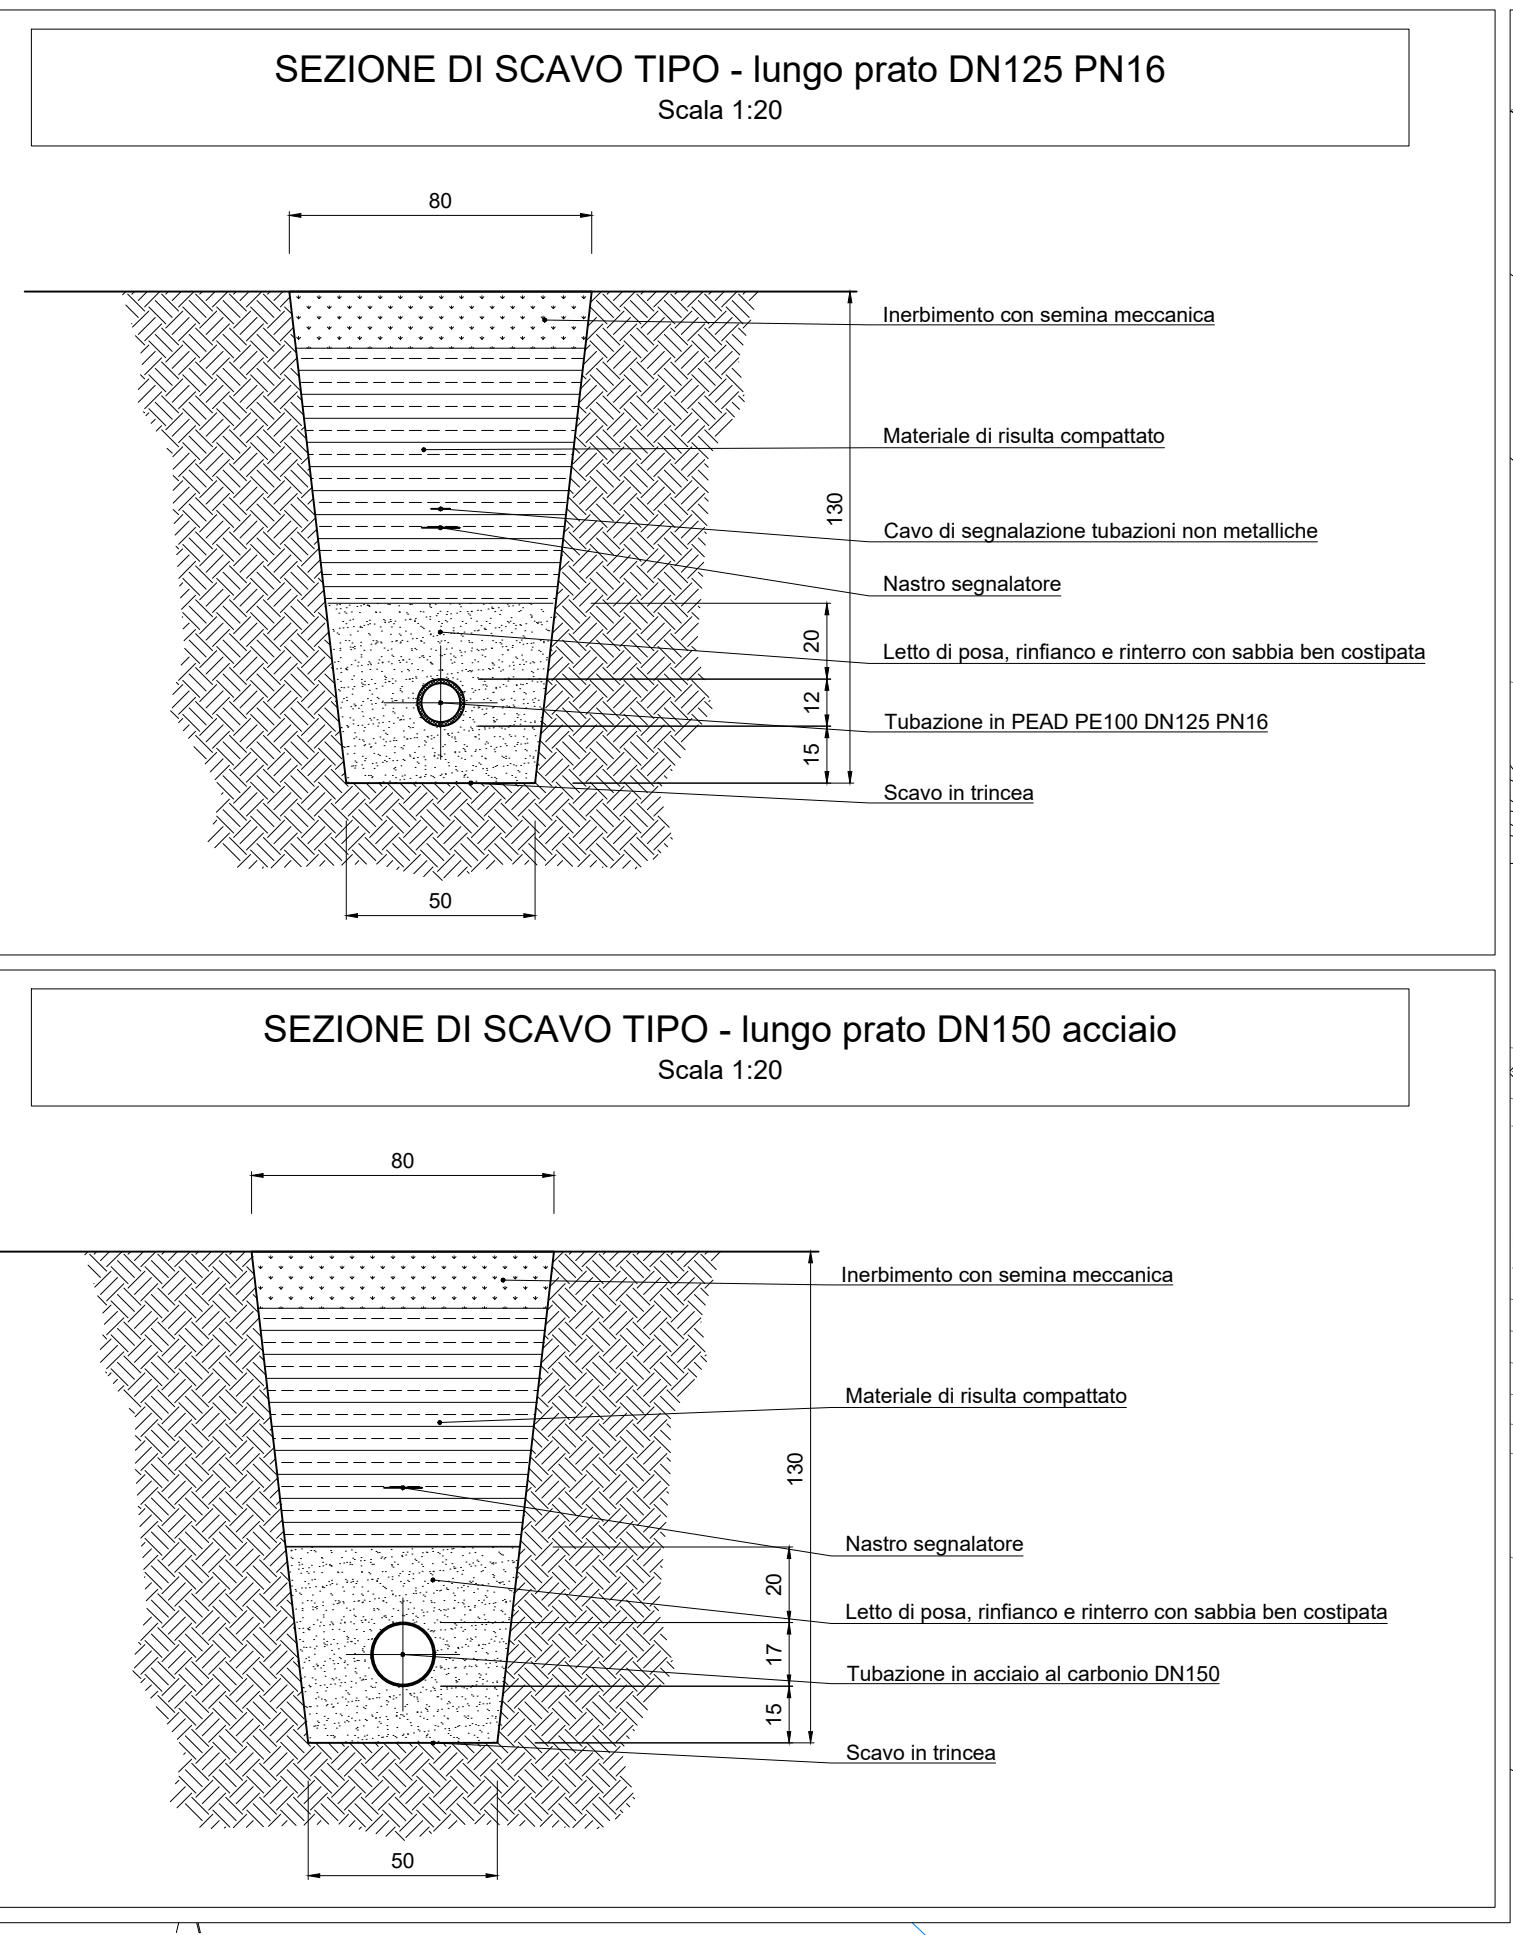 SEZIONE DI SCAVO TIPO - lungo prato DN125 PN16
Scala 1:20
80
Inerbimento con semina meccanica
Materiale di risulta compattato
130
Cavo di segnalazione tubazioni non metalliche
Nastro segnalatore
20
Letto di posa, rinfianco e rinterro con sabbia ben costipata
12
Tubazione in PEAD PE100 DN125 PN16
15
Scavo in trincea
50
SEZIONE DI SCAVO TIPO - lungo prato DN150 acciaio
Scala 1:20
80
Inerbimento con semina meccanica
Materiale di risulta compattato
130
Nastro segnalatore
20
Letto di posa, rinfianco e rinterro con sabbia ben costipata
17
Tubazione in acciaio al carbonio DN150
15
Scavo in trincea
50